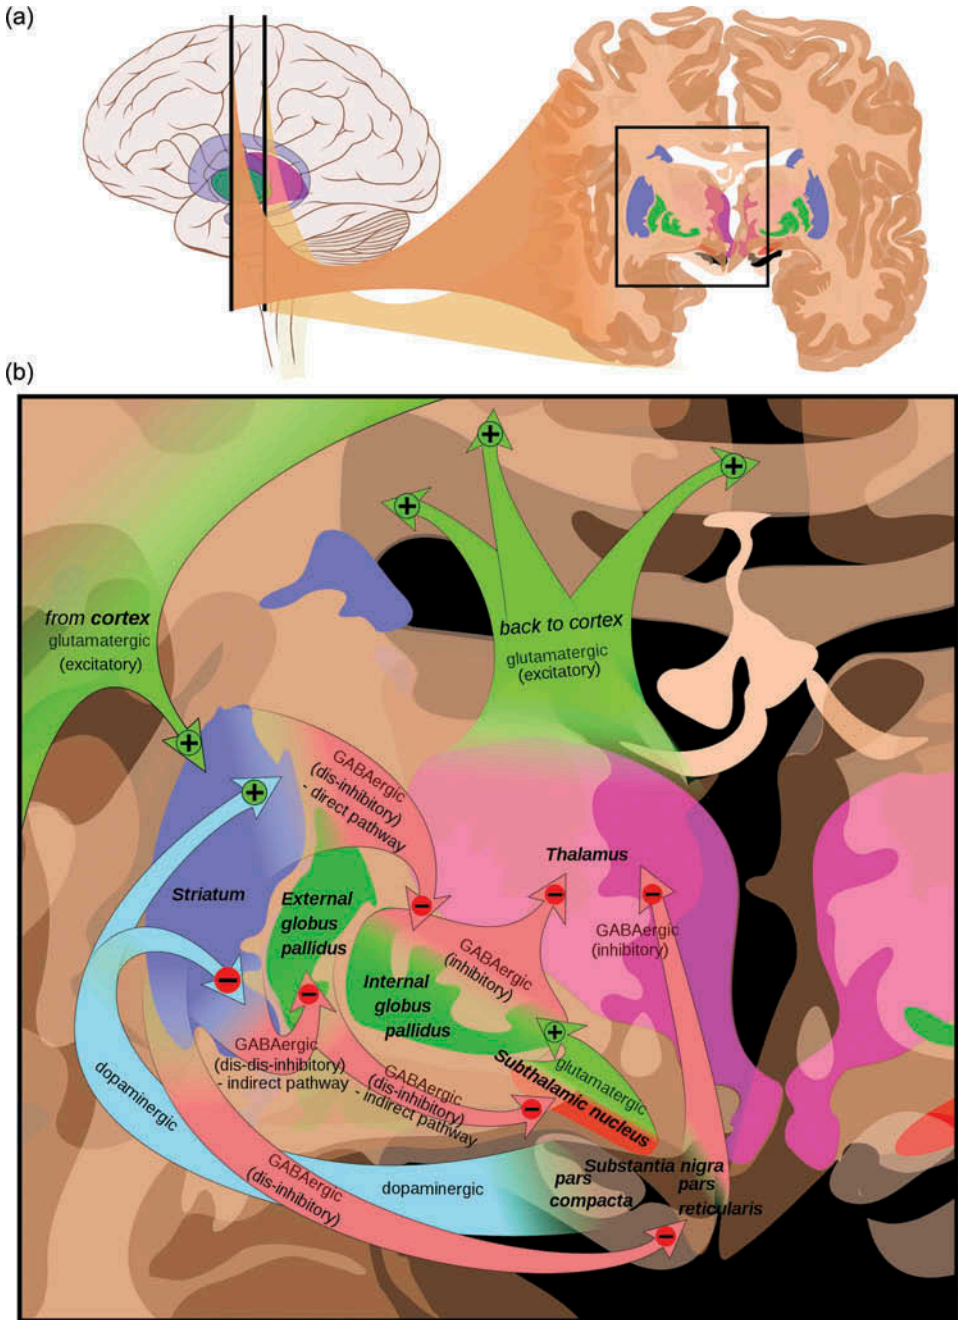 (a)
(b)
from cortex
glutamatergic
(excitatory)
back to cortex
glutamatergic
(excitatory)
GABAergic
(dis-inhibitory)
- direct pathway
Striatum
External
globus
pallidus
Thalamus
GABAergic
(inhibitory)
GABAergic
(inhibitory)
Internal
globus
pallidus
GABAergic
(dis-dis-inhibitory)
- indirect pathway
GABAergic
(dis-inhibitory)
- indirect pathway
glutamatergic
Subthalamic nucleus
dopaminergic
GABAergic
(dis-inhibitory)
dopaminergic
Substantia nigra
pars
compacta
pars
reticularis